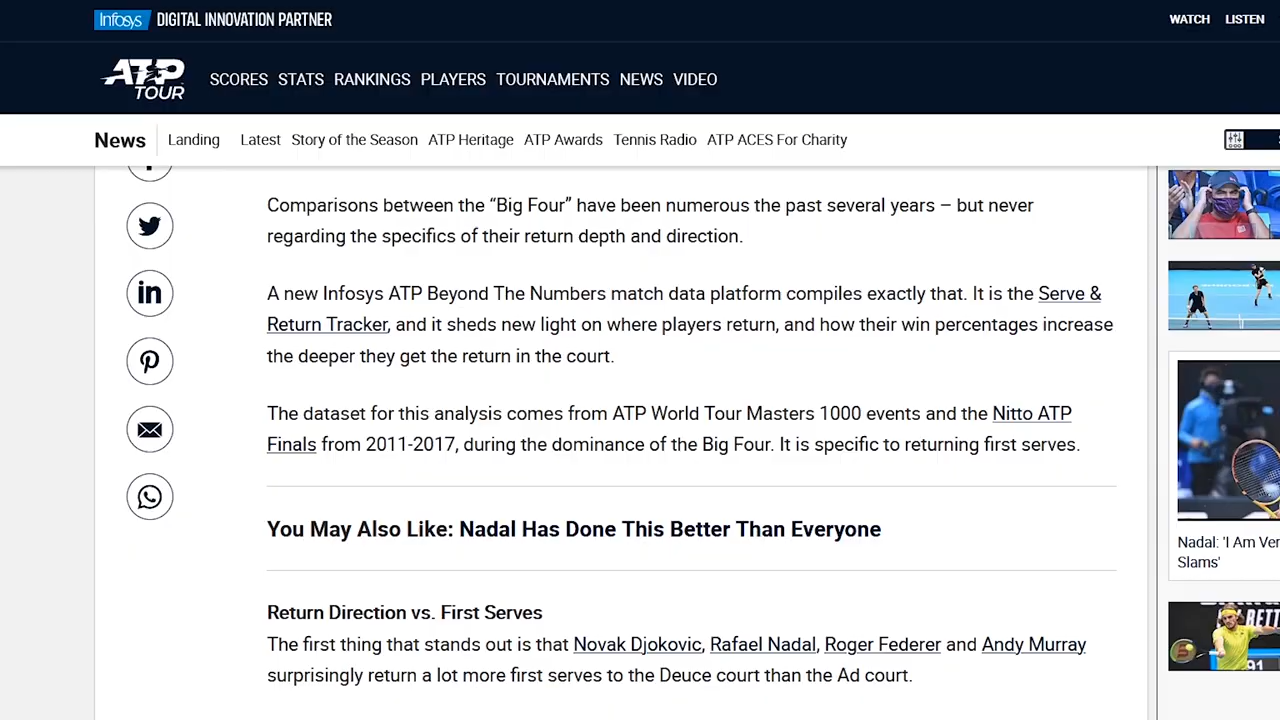 Infosys DIGITAL INNOVATION PARTNER
WATCH LISTEN
ATP TOUR
SCORES STATS RANKINGS PLAYERS TOURNAMENTS NEWS VIDEO
News Landing Latest Story of the Season ATP Heritage ATP Awards Tennis Radio ATP ACES For Charity
Comparisons between the “Big Four” have been numerous the past several years – but never
regarding the specifics of their return depth and direction.
A new Infosys ATP Beyond The Numbers match data platform compiles exactly that. It is the Serve &
Return Tracker, and it sheds new light on where players return, and how their win percentages increase
the deeper they get the return in the court.
The dataset for this analysis comes from ATP World Tour Masters 1000 events and the Nitto ATP
Finals from 2011-2017, during the dominance of the Big Four. It is specific to returning first serves.
You May Also Like: Nadal Has Done This Better Than Everyone
Return Direction vs. First Serves
The first thing that stands out is that Novak Djokovic, Rafael Nadal, Roger Federer and Andy Murray
surprisingly return a lot more first serves to the Deuce court than the Ad court.
Nadal: 'I Am Ver
Slams'
91